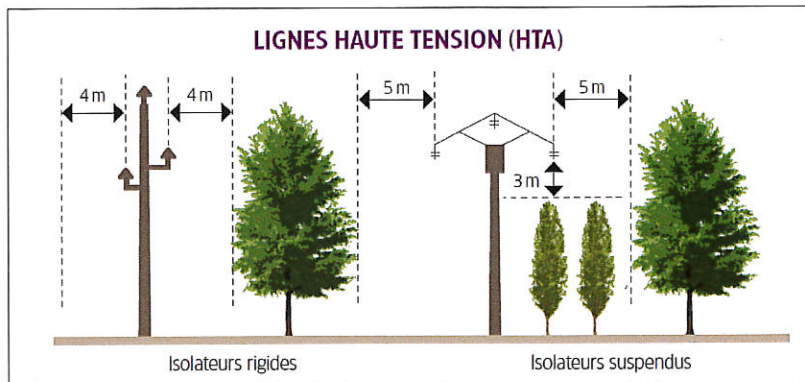 LIGNES HAUTE TENSION (HTA)
4 m
4 m
5 m
5 m
3 m
Isolateurs rigides
Isolateurs suspendus